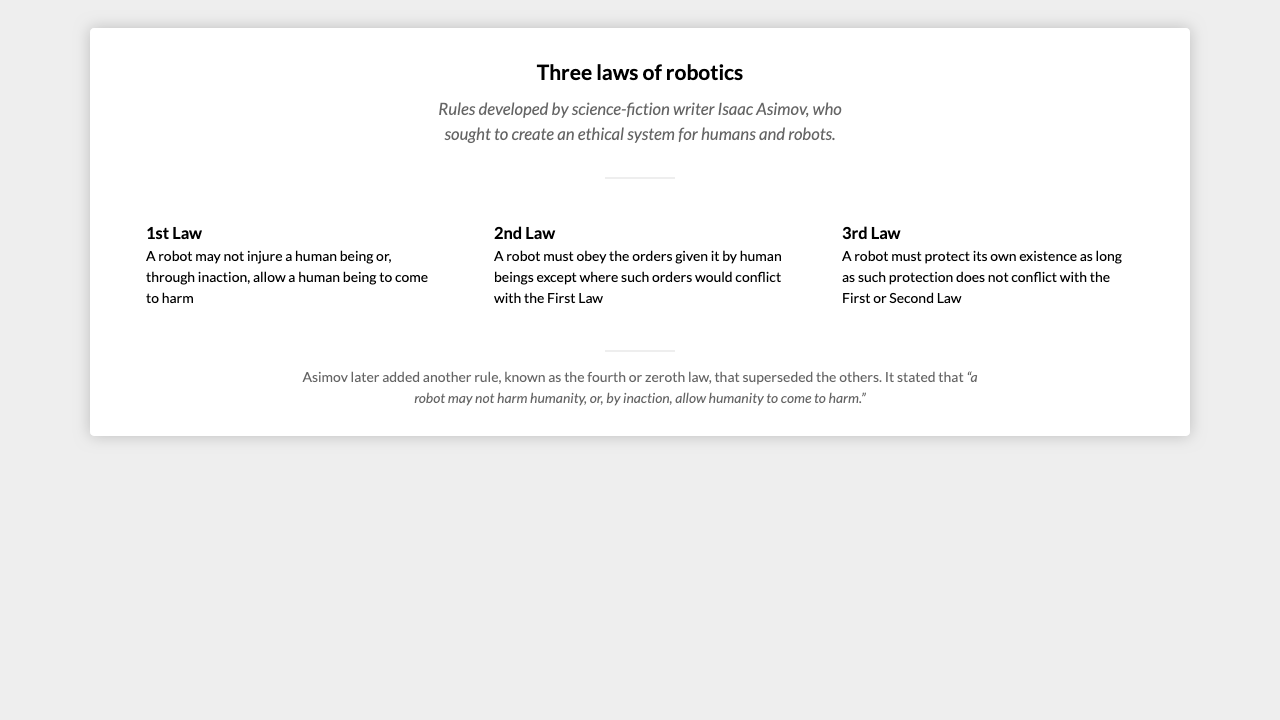 Three laws of robotics
Rules developed by science-fiction writer Isaac Asimov, who
sought to create an ethical system for humans and robots.
1st Law
A robot may not injure a human being or,
through inaction, allow a human being to come
to harm
2nd Law
A robot must obey the orders given it by human
beings except where such orders would conflict
with the First Law
3rd Law
A robot must protect its own existence as long
as such protection does not conflict with the
First or Second Law
Asimov later added another rule, known as the fourth or zeroth law, that superseded the others. It stated that “a
robot may not harm humanity, or, by inaction, allow humanity to come to harm.”